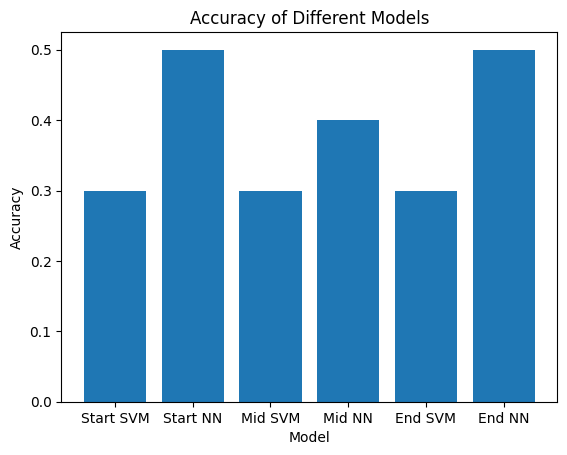 Accuracy of Different Models
Accuracy
0.5
0.4
0.3
0.2
0.1
0.0
Start SVM Start NN Mid SVM Mid NN End SVM End NN
Model